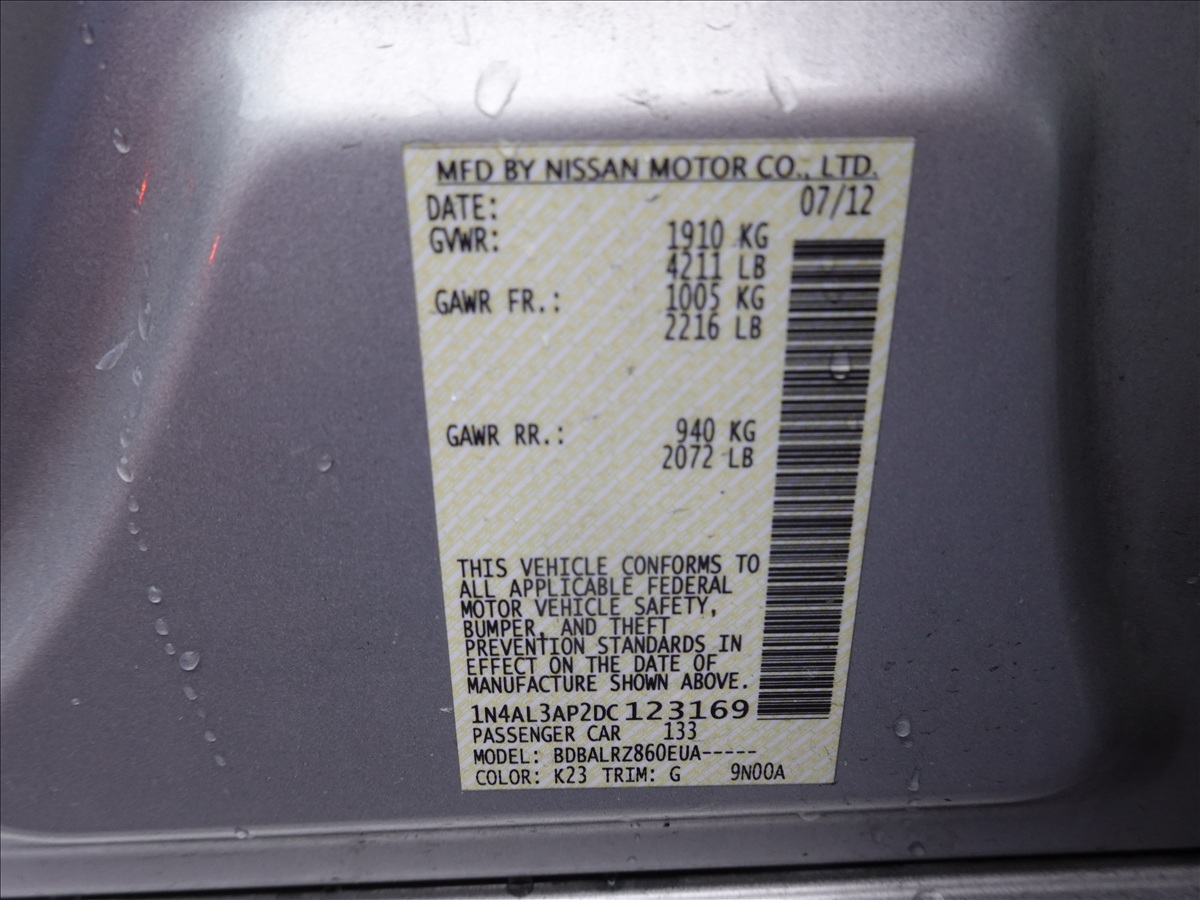 MFD BY NISSAN MOTOR CO., LTD.
DATE: 07/12
GVWR: 1910 KG
4211 LB
GAWR FR.: 1005 KG
2216 LB
GAWR RR.: 940 KG
2072 LB
THIS VEHICLE CONFORMS TO
ALL APPLICABLE FEDERAL
MOTOR VEHICLE SAFETY,
BUMPER, AND THEFT
PREVENTION STANDARDS IN
EFFECT ON THE DATE OF
MANUFACTURE SHOWN ABOVE.
1N4AL3AP2DC123169
PASSENGER CAR 133
MODEL: BDBALRZ860EUA-----
COLOR: K23 TRIM: G 9N00A